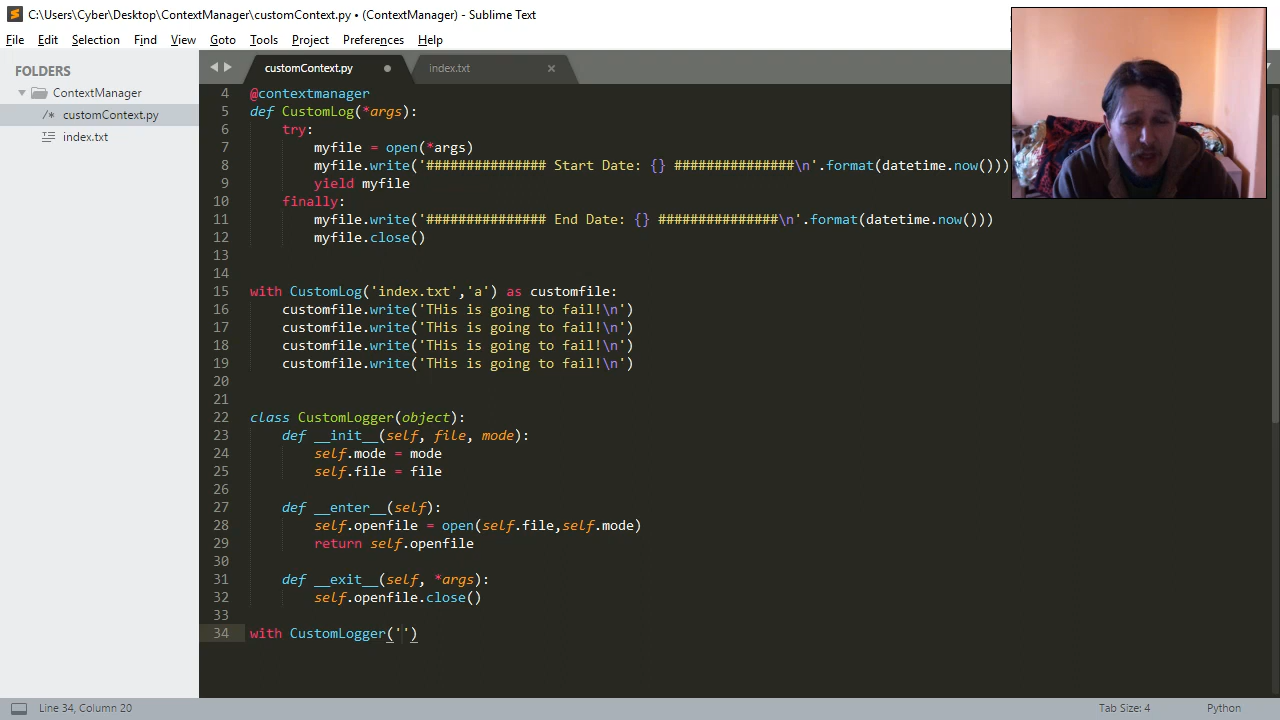 C:\Users\Cyber\Desktop\ContextManager\customContext.py • (ContextManager) - Sublime Text
File Edit Selection Find View Goto Tools Project Preferences Help
FOLDERS
ContextManager
/* customContext.py
index.txt
customContext.py
index.txt
4 @contextmanager
5 def CustomLog(*args):
6 try:
7 myfile = open(*args)
8 myfile.write('############### Start Date: {} ###############\n'.format(datetime.now()))
9 yield myfile
10 finally:
11 myfile.write('############### End Date: {} ###############\n'.format(datetime.now()))
12 myfile.close()
13
14
15 with CustomLog('index.txt','a') as customfile:
16 customfile.write('THis is going to fail!\n')
17 customfile.write('THis is going to fail!\n')
18 customfile.write('THis is going to fail!\n')
19 customfile.write('THis is going to fail!\n')
20
21
22 class CustomLogger(object):
23 def __init__(self, file, mode):
24 self.mode = mode
25 self.file = file
26
27 def __enter__(self):
28 self.openfile = open(self.file,self.mode)
29 return self.openfile
30
31 def __exit__(self, *args):
32 self.openfile.close()
33
34 with CustomLogger('')
Line 34, Column 20
Tab Size: 4
Python